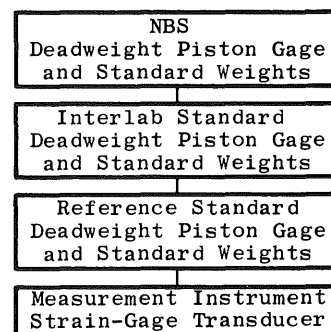 NBS
Deadweight Piston Gage
and Standard Weights
Interlab Standard
Deadweight Piston Gage
and Standard Weights
Reference Standard
Deadweight Piston Gage
and Standard Weights
Measurement Instrument
Strain-Gage Transducer